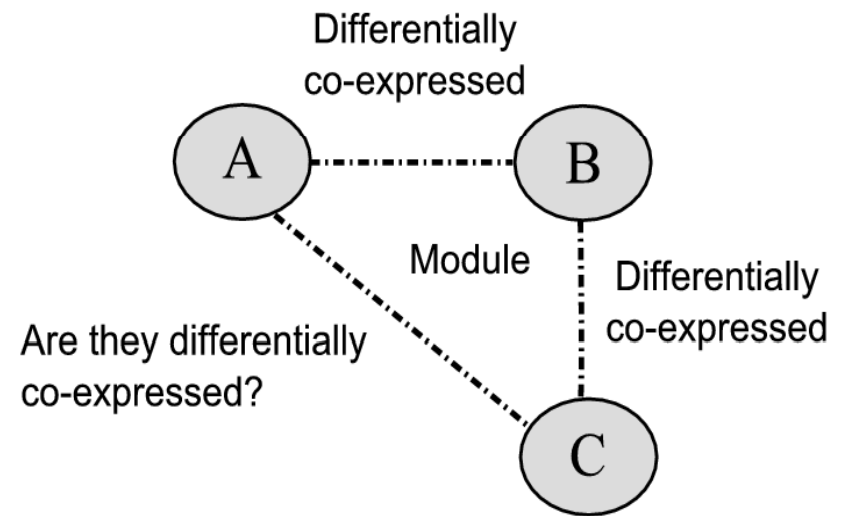 Differentially
co-expressed
A
B
Module
Differentially
co-expressed
Are they differentially
co-expressed?
C